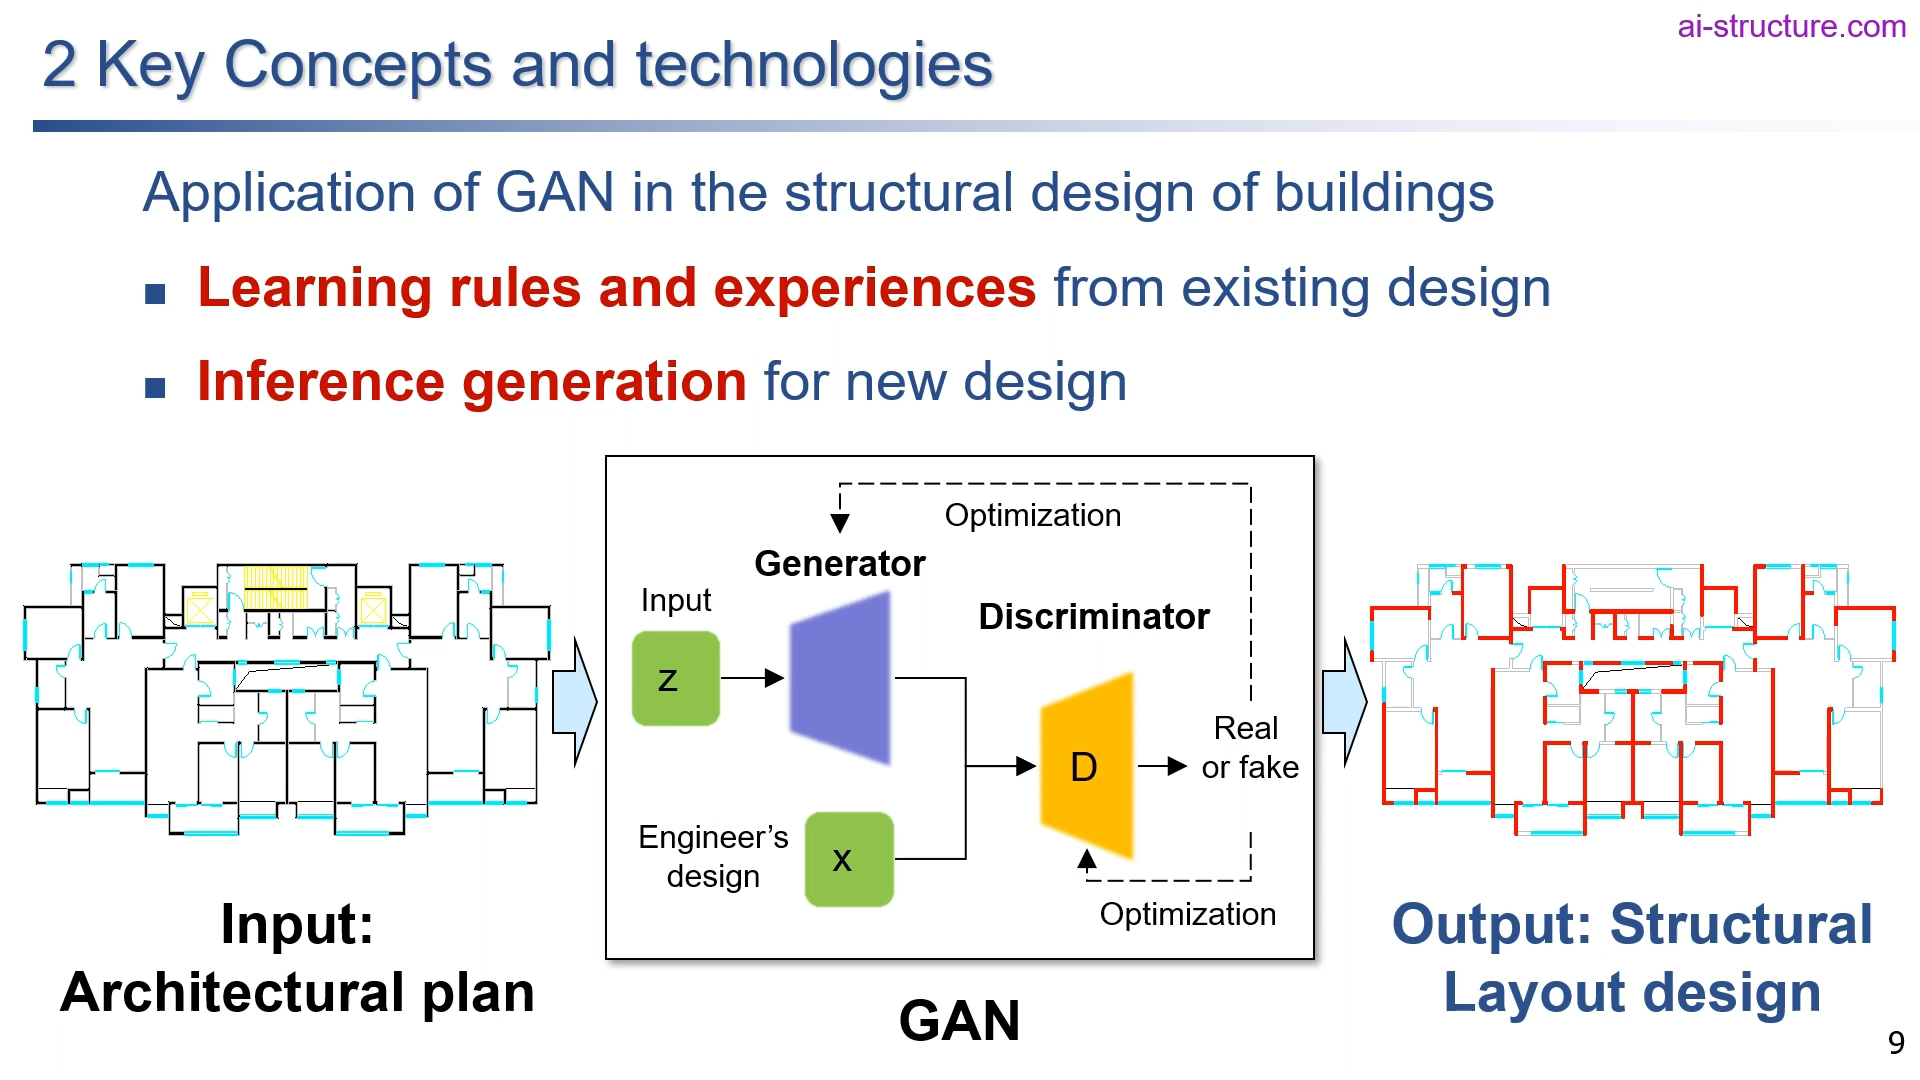 ai-structure.com
2 Key Concepts and technologies
Application of GAN in the structural design of buildings
Learning rules and experiences from existing design
Inference generation for new design
Optimization
Generator
Input
Discriminator
z
Real
or fake
D
Engineer’s
design
x
Optimization
Input:
Architectural plan
GAN
Output: Structural
Layout design
9